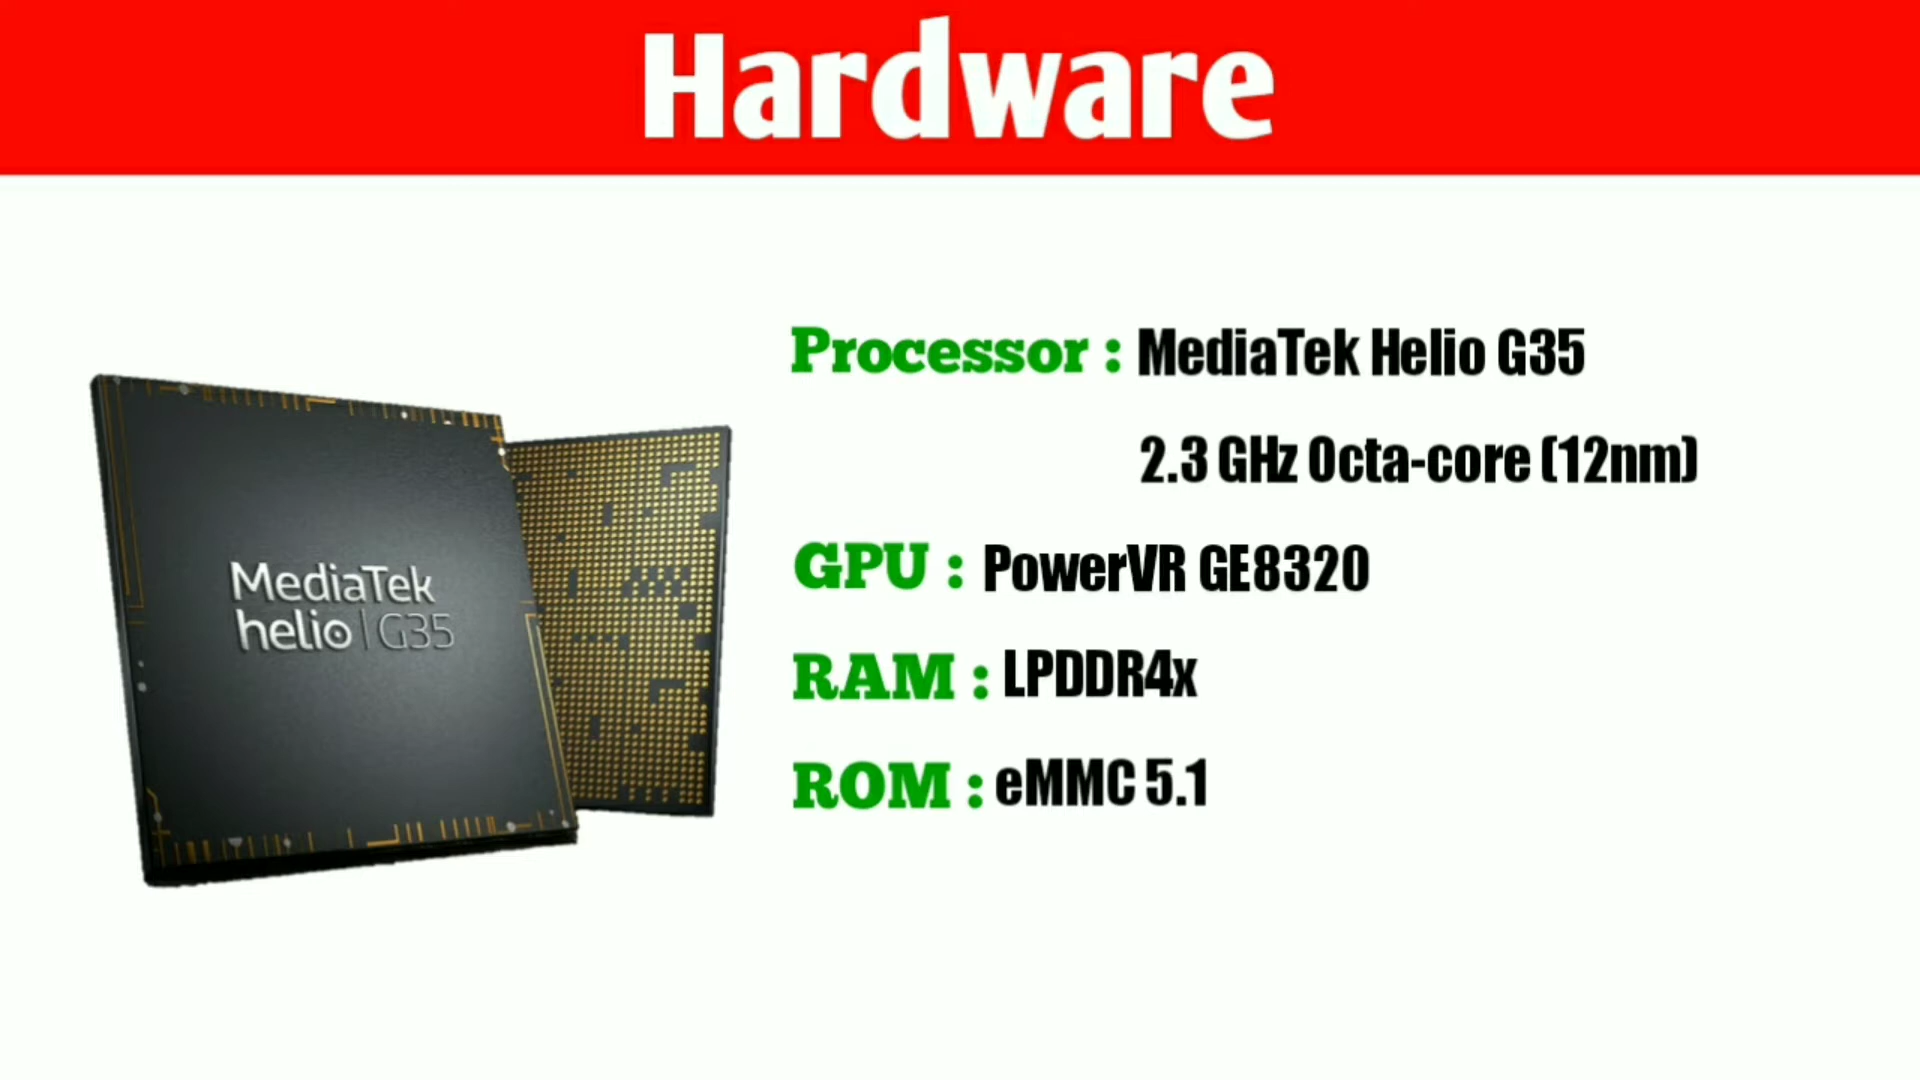 Hardware
Processor : MediaTek Helio G35
2.3 GHz Octa-core (12nm)
GPU : PowerVR GE8320
RAM : LPDDR4x
ROM : eMMC 5.1
MediaTek
helio | G35